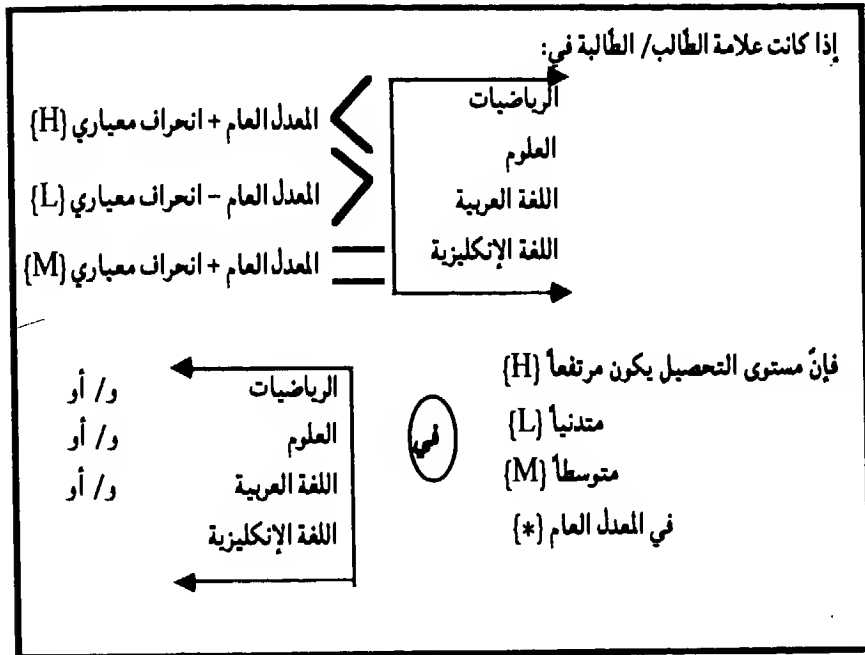 إذا كانت علامة الطالب/ الطالبة في:
الرياضيات
العلوم
اللغة العربية
اللغة الإنكليزية
< المعدل العام + انحراف معياري {H}
> المعدل العام – انحراف معياري {L}
= المعدل العام + انحراف معياري {M}
فإنّ مستوى التحصيل يكون مرتفعاً {H}
متدنياً {L}
متوسطاً {M}
في المعدل العام {*}
في
الرياضيات و/ أو
العلوم و/ أو
اللغة العربية و/ أو
اللغة الإنكليزية